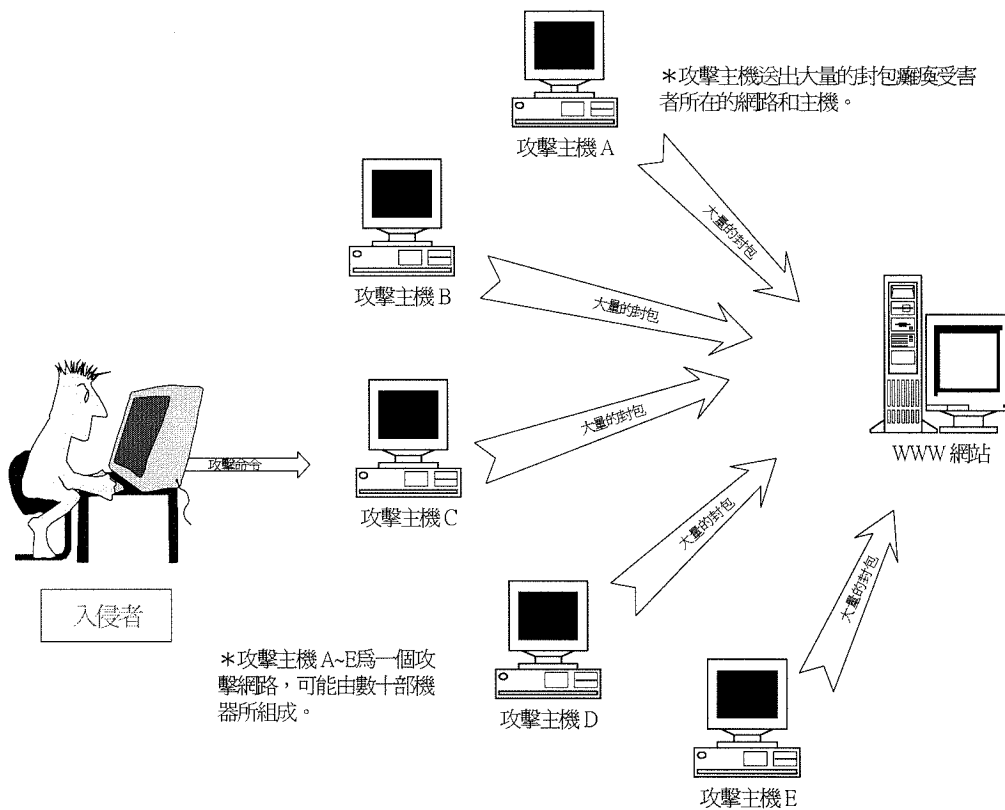 *攻擊主機送出大量的封包癱瘓受害
者所在的網路和主機。
攻擊主機A
大量的封包
攻擊主機B
大量的封包
攻擊命令
攻擊主機C
大量的封包
WWW網站
入侵者
大量的封包
大量的封包
*攻擊主機A~E爲一個攻
擊網路,可能由數十部機
器所組成。
攻擊主機D
攻擊主機E